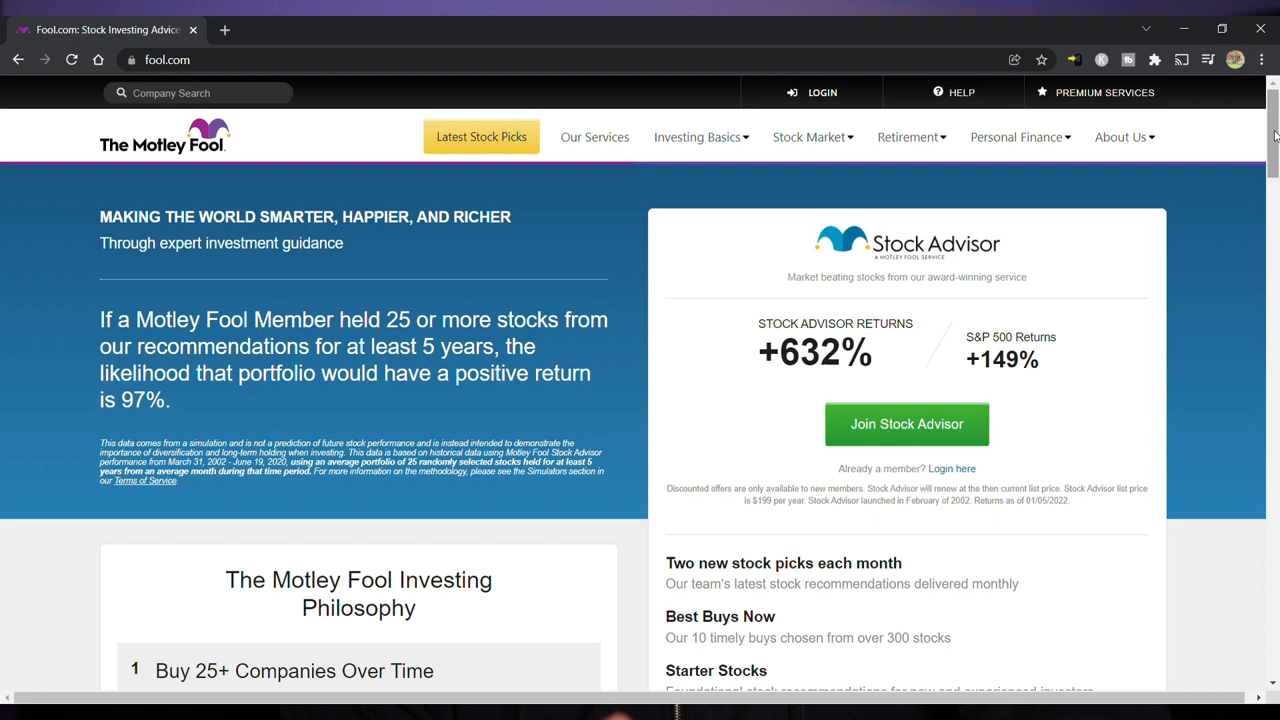 Fool.com: Stock Investing Advice
fool.com
Company Search
LOGIN
HELP
PREMIUM SERVICES
The Motley Fool.
Latest Stock Picks
Our Services
Investing Basics
Stock Market
Retirement
Personal Finance
About Us
MAKING THE WORLD SMARTER, HAPPIER, AND RICHER
Through expert investment guidance
If a Motley Fool Member held 25 or more stocks from
our recommendations for at least 5 years, the
likelihood that portfolio would have a positive return
is 97%.
This data comes from a simulation and is not a prediction of future stock performance and is instead intended to demonstrate the
importance of diversification and long-term holding when investing. This data is based on historical data using Motley Fool Stock Advisor
performance from March 31, 2002 - June 19, 2020, using an average portfolio of 25 randomly selected stocks held for at least 5
years from an average month during that time period. For more information on the methodology, please see the Simulators section in
our Terms of Service.
The Motley Fool Investing
Philosophy
1 Buy 25+ Companies Over Time
Stock Advisor
A MOTLEY FOOL SERVICE
Market beating stocks from our award-winning service
STOCK ADVISOR RETURNS
+632%
S&P 500 Returns
+149%
Join Stock Advisor
Already a member? Login here
Discounted offers are only available to new members. Stock Advisor will renew at the then current list price. Stock Advisor list price
is $199 per year. Stock Advisor launched in February of 2002. Returns as of 01/05/2022.
Two new stock picks each month
Our team's latest stock recommendations delivered monthly
Best Buys Now
Our 10 timely buys chosen from over 300 stocks
Starter Stocks
Foundational stock recommendations for new and experienced investors